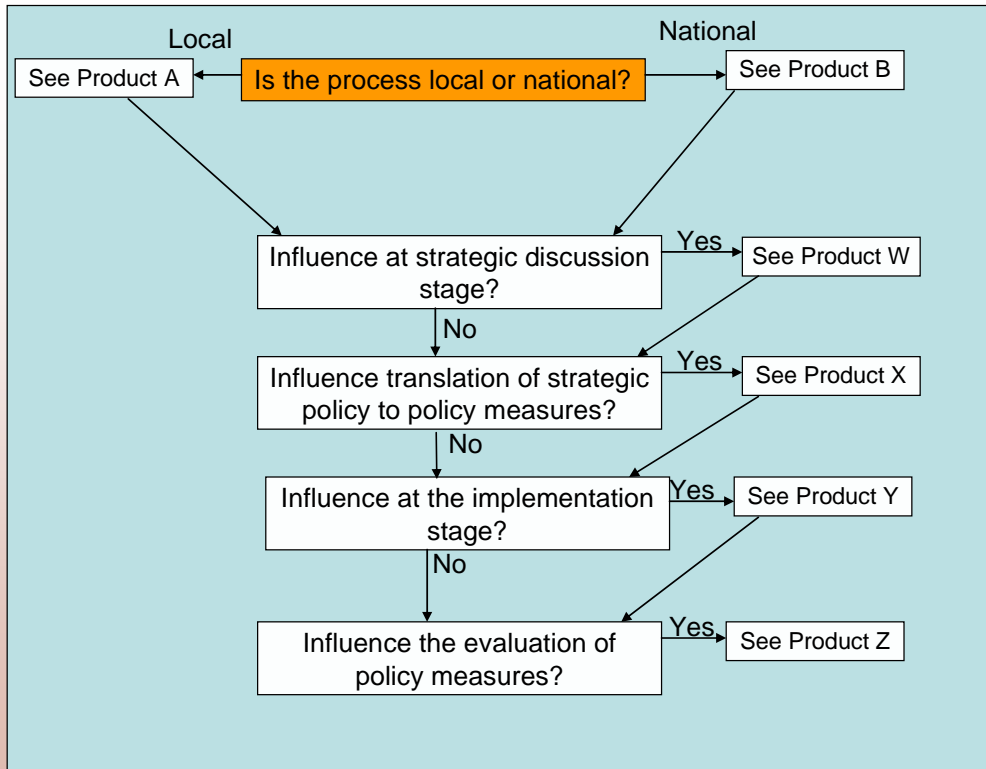 Local
National
See Product A
Is the process local or national?
See Product B
Influence at strategic discussion
stage?
Yes
See Product W
No
Influence translation of strategic
policy to policy measures?
Yes
See Product X
No
Influence at the implementation
stage?
Yes
See Product Y
No
Influence the evaluation of
policy measures?
Yes
See Product Z